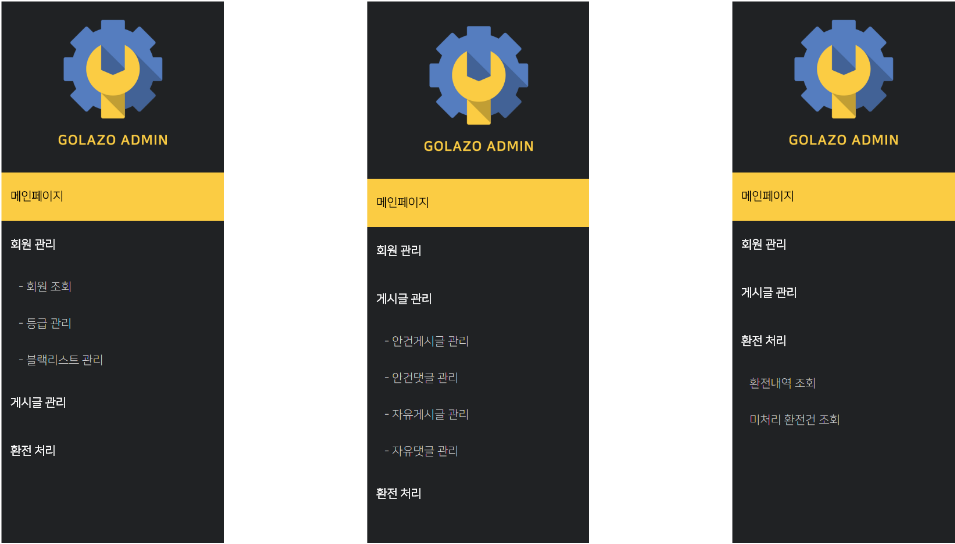 GOLAZO ADMIN
메인페이지
회원 관리
- 회원 조회
- 등급 관리
- 블랙리스트 관리
게시글 관리
환전 처리
GOLAZO ADMIN
메인페이지
회원 관리
게시글 관리
- 안건게시글 관리
- 안건댓글 관리
- 자유게시글 관리
- 자유댓글 관리
환전 처리
GOLAZO ADMIN
메인페이지
회원 관리
게시글 관리
환전 처리
환전내역 조회
미처리 환전건 조회